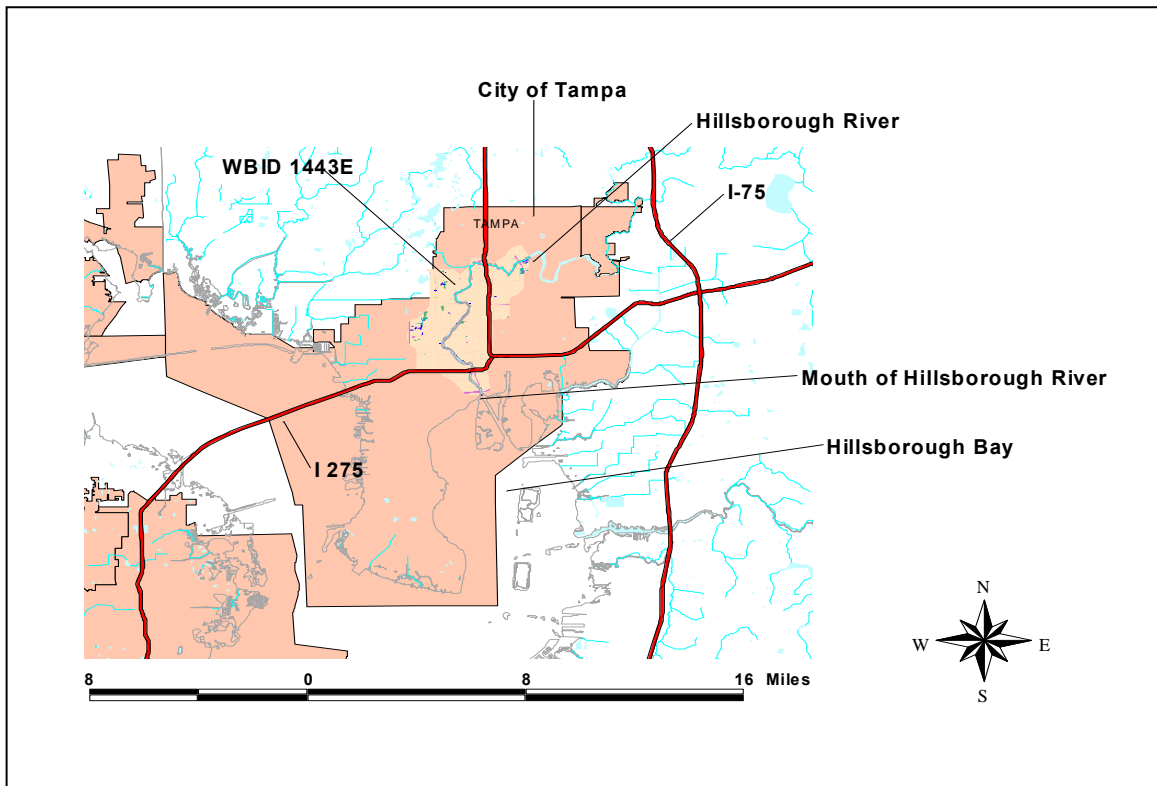 City of Tampa
Hillsborough River
WBID 1443E
I-75
TAMPA
Mouth of Hillsborough River
Hillsborough Bay
I 275
N
W E
S
8 0 8 16 Miles